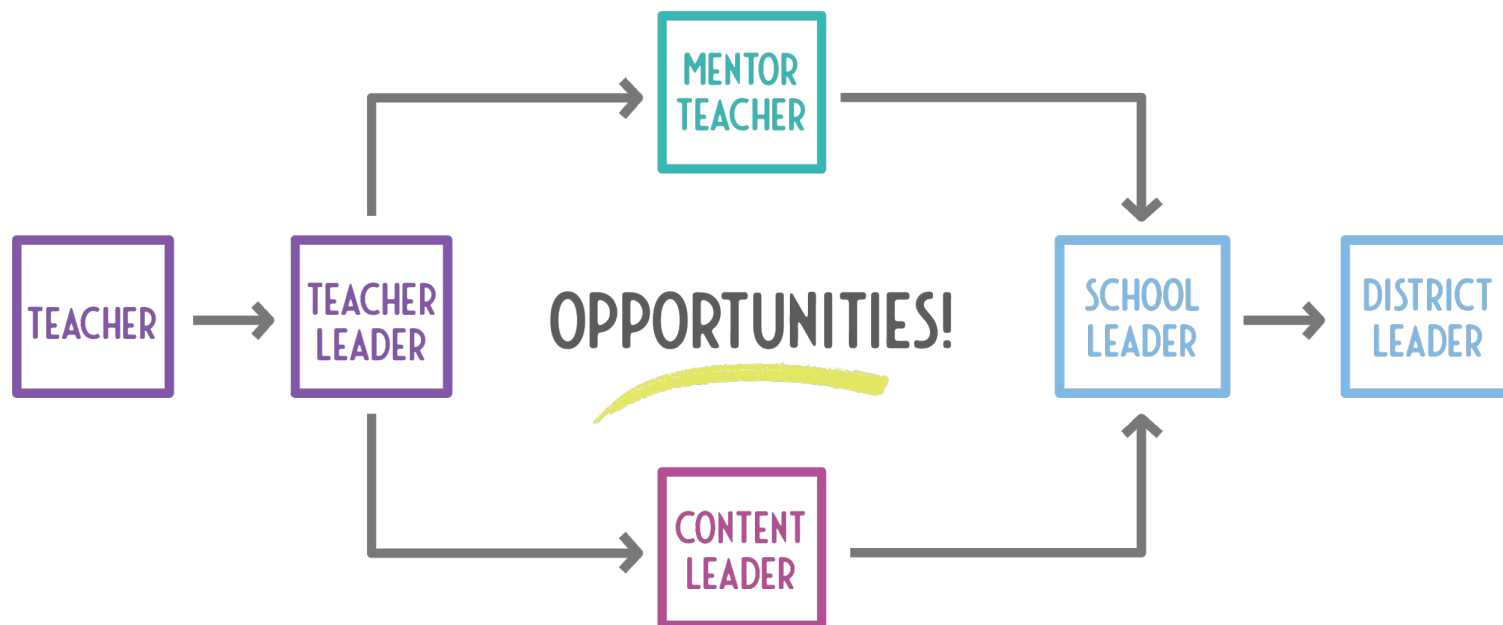 MENTOR
TEACHER
TEACHER
TEACHER
LEADER
OPPORTUNITIES!
SCHOOL
LEADER
DISTRICT
LEADER
CONTENT
LEADER